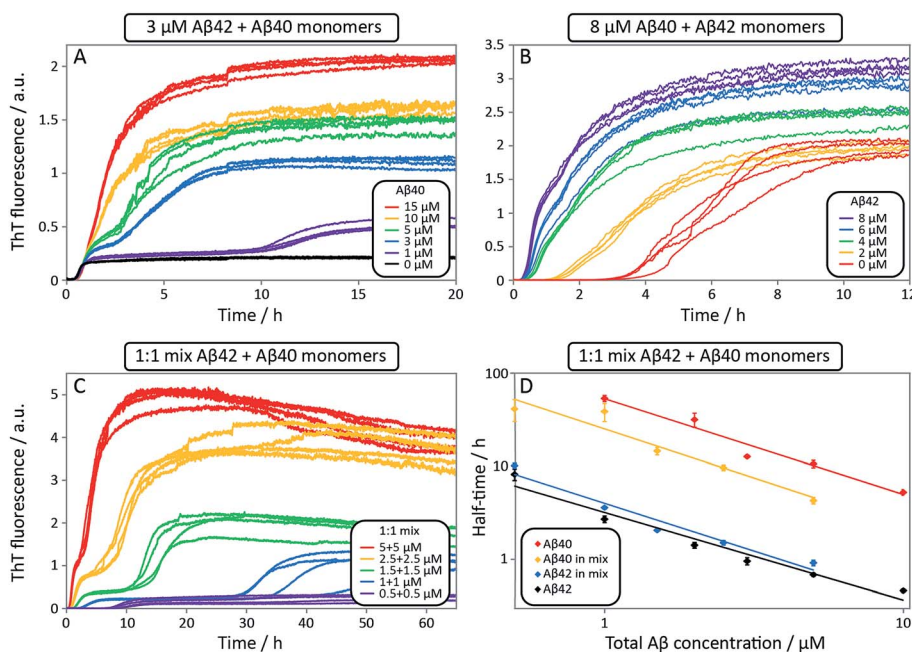 3 µM Aβ42 + Aβ40 monomers
A
ThT fluorescence / a.u.
2
1.5
1
0.5
0
Aβ40
15 µM
10 µM
5 µM
3 µM
1 µM
0 µM
0 5 10 15 20
Time / h
8 µM Aβ40 + Aβ42 monomers
B
3.5
3
2.5
2
1.5
1
0.5
0
Aβ42
8 µM
6 µM
4 µM
2 µM
0 µM
0 2 4 6 8 10 12
Time / h
1:1 mix Aβ42 + Aβ40 monomers
C
ThT fluorescence / a.u.
5
4
3
2
1
0
1:1 mix
5+5 µM
2.5+2.5 µM
1.5+1.5 µM
1+1 µM
0.5+0.5 µM
0 10 20 30 40 50 60
Time / h
1:1 mix Aβ42 + Aβ40 monomers
D
Half-time / h
100
10
1
Aβ40
Aβ40 in mix
Aβ42 in mix
Aβ42
1 10
Total Aβ concentration / µM